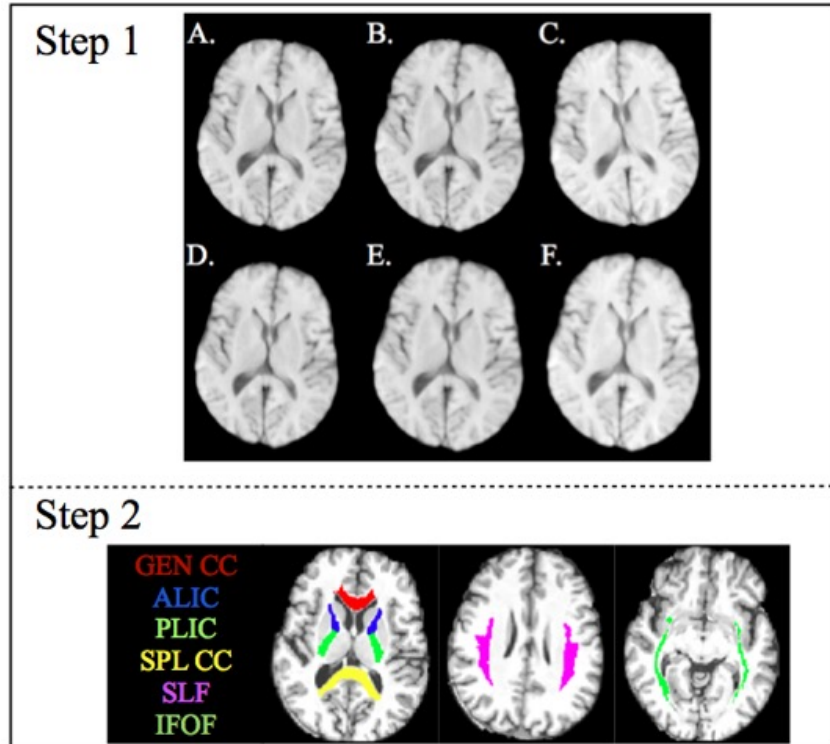 Step 1
A.
B.
C.
D.
E.
F.
Step 2
GEN CC
ALIC
PLIC
SPL CC
SLF
IFOF